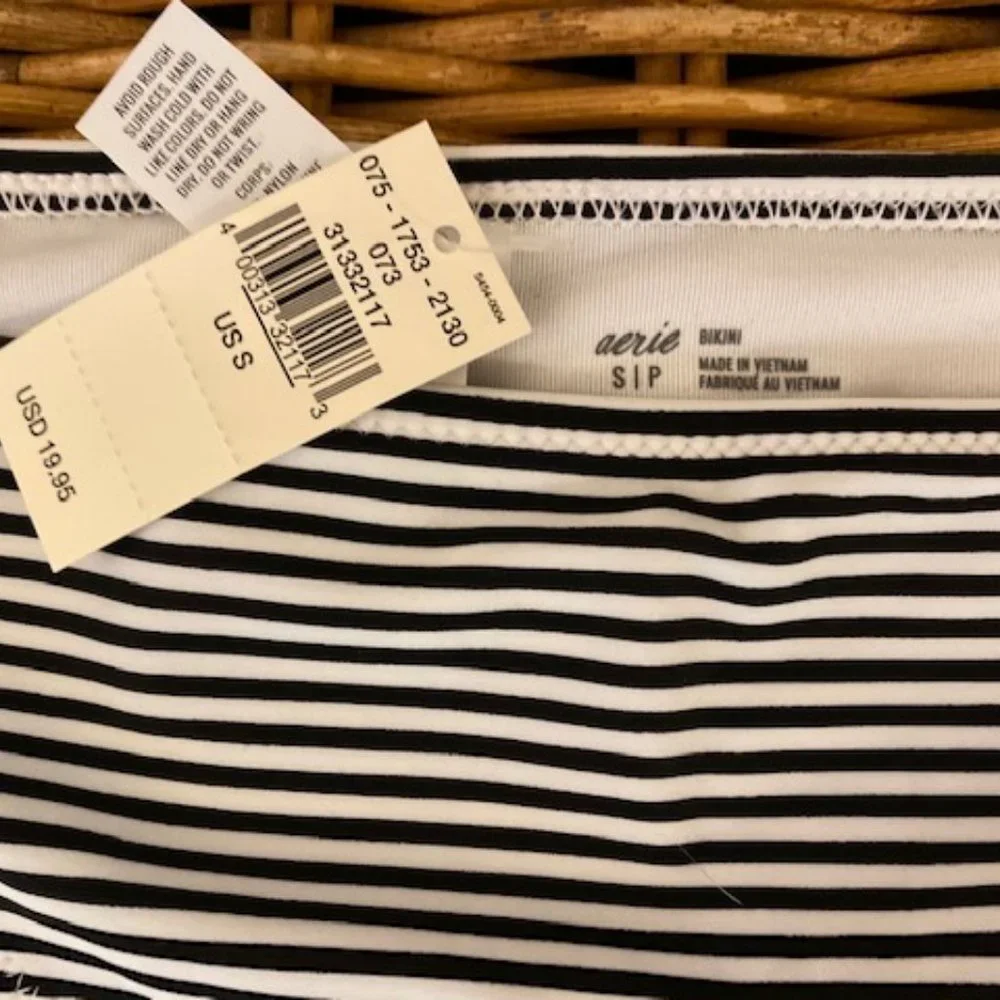 AVOID ROUGH
SURFACES. HAND
WASH COLD WITH
LIKE COLORS. DO NOT
LINE DRY OR HANG
DRY. DO NOT WRING
OR TWIST.
CORPS:
NYLON
075 - 1753 - 2130
073
31332117
5454-0004
4 00313 32117 3
US S
USD 19.95
aerie
S|P
BIKINI
MADE IN VIETNAM
FABRIQUÉ AU VIETNAM